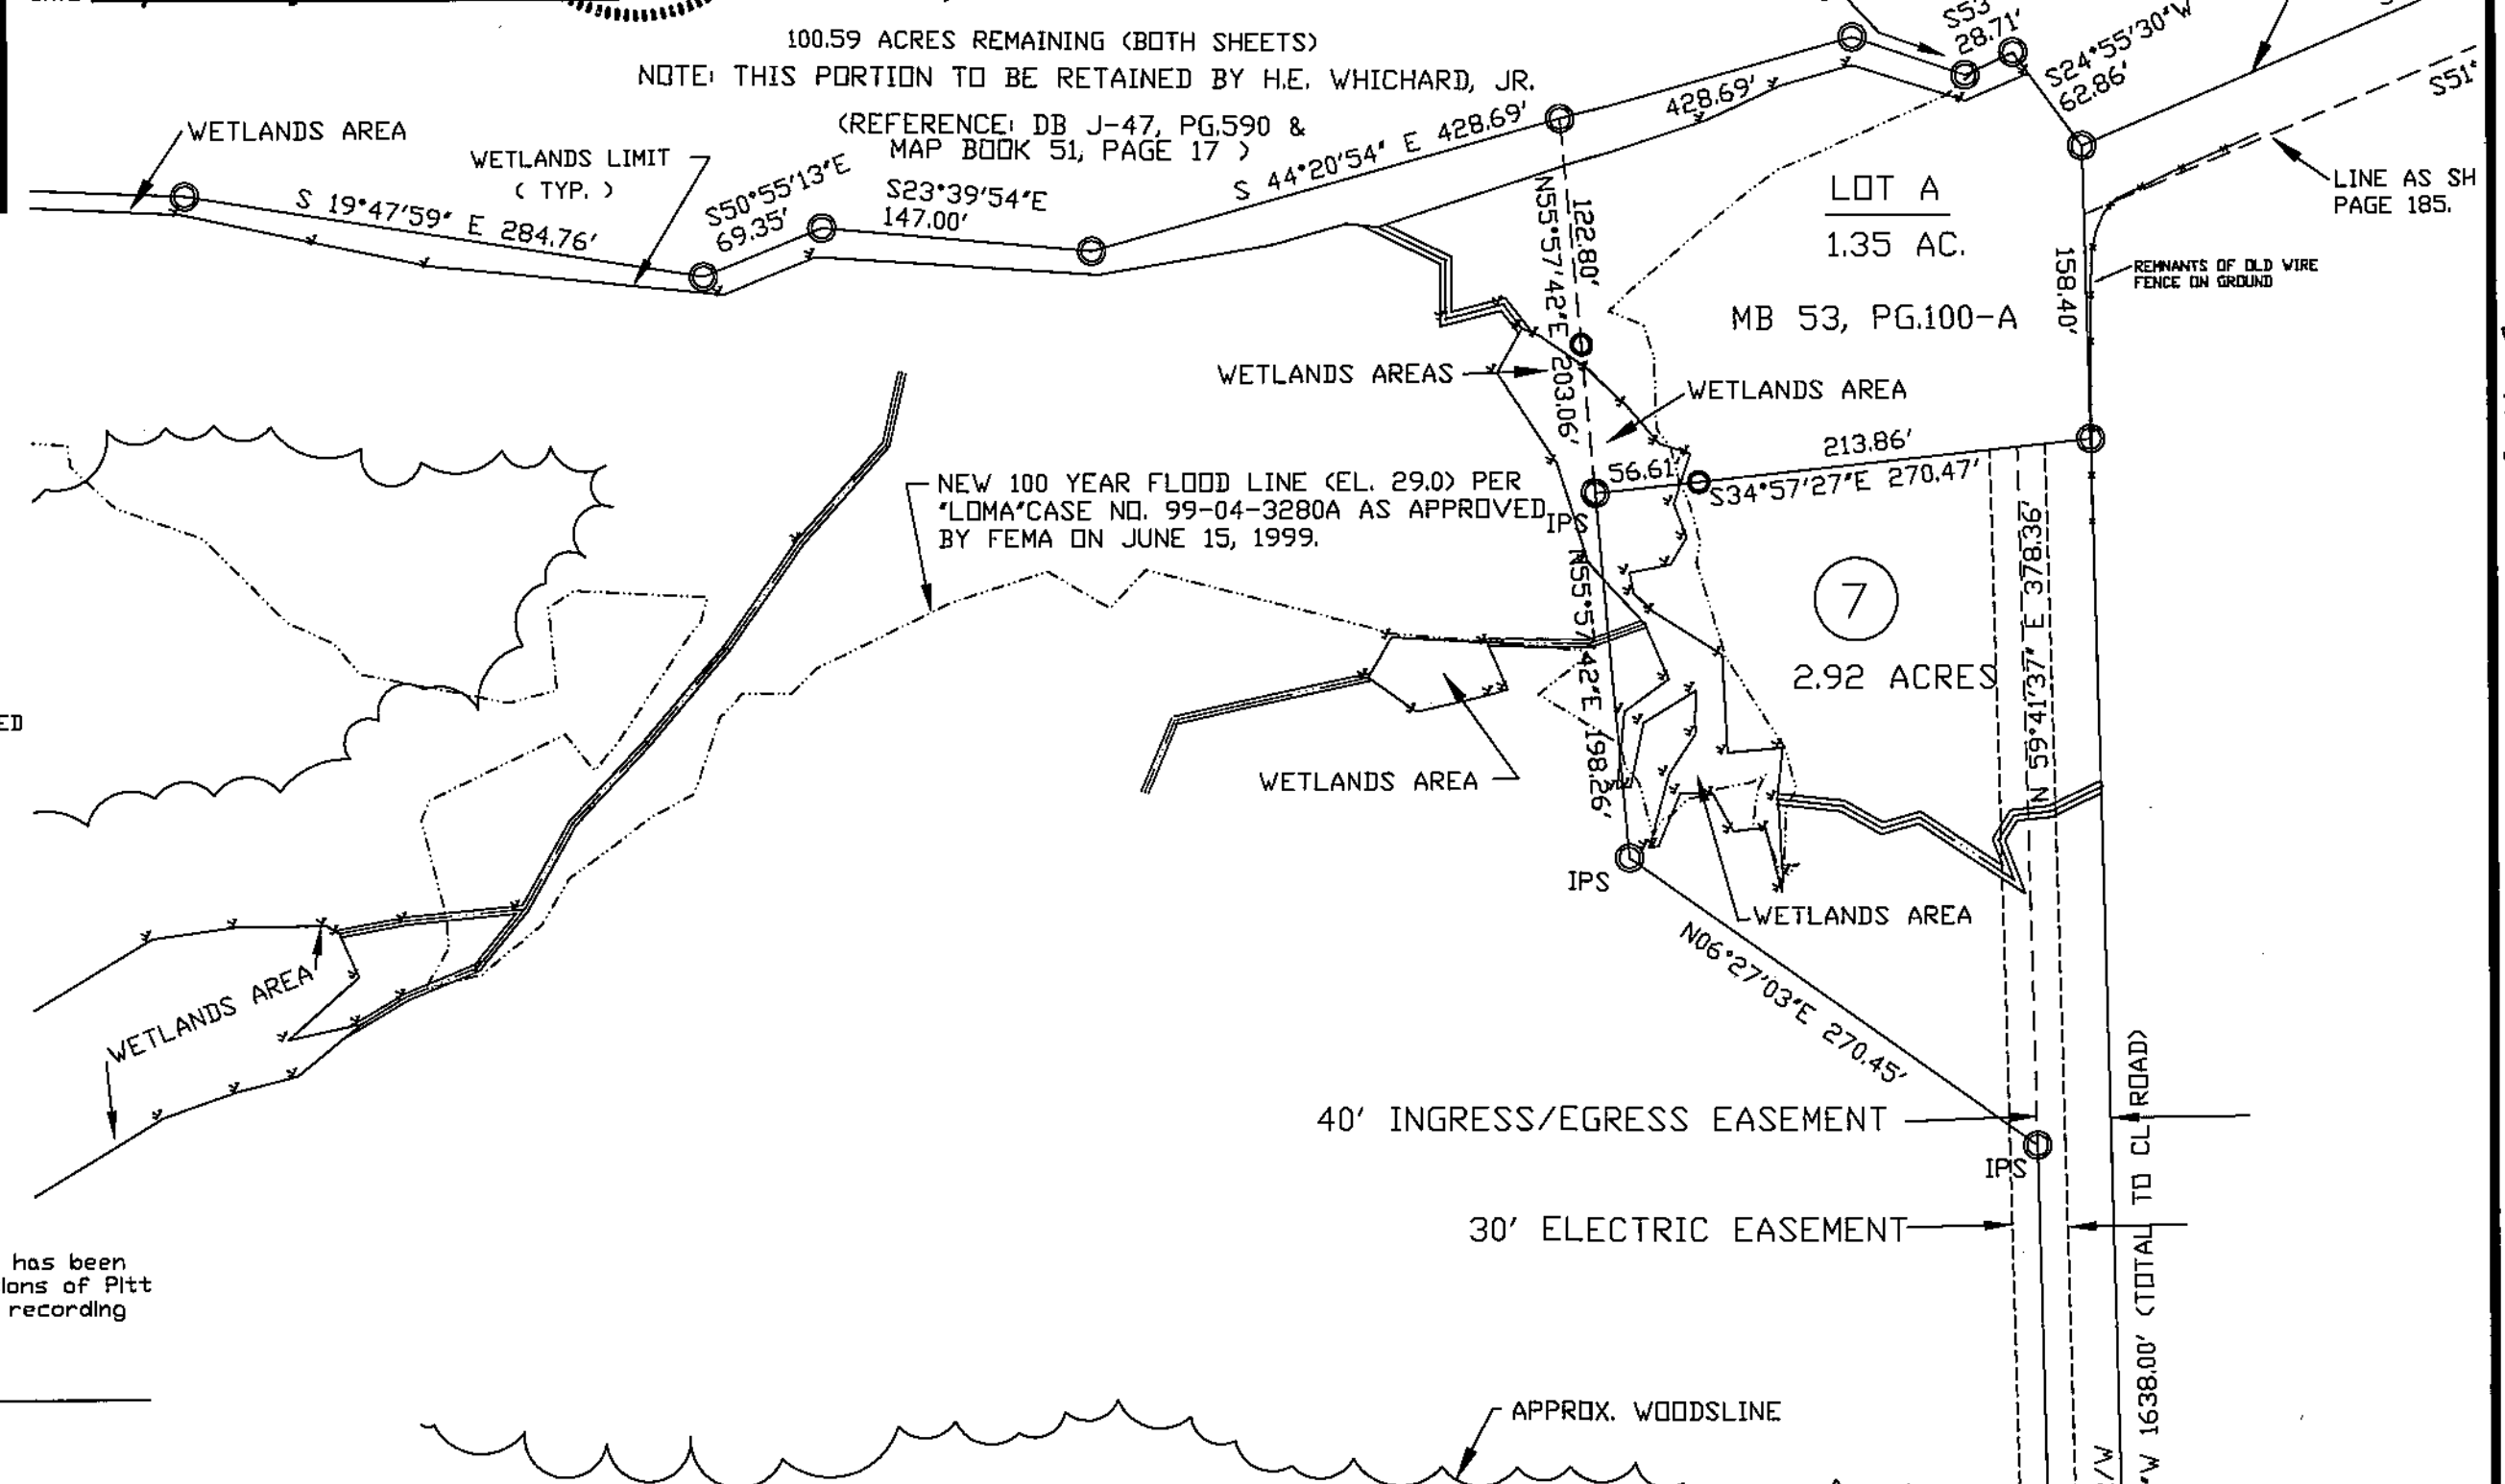 100.59 ACRES REMAINING (BOTH SHEETS)
NOTE: THIS PORTION TO BE RETAINED BY H.E. WHICHARD, JR.
(REFERENCE: DB J-47, PG.590 &
MAP BOOK 51, PAGE 17 )
S53
28.71'
S24°55'30"W
62.86'
S51°
WETLANDS AREA
WETLANDS LIMIT
( TYP. )
S 19°47'59" E 284.76'
S50°55'13"E
69.35'
S23°39'54"E
147.00'
S 44°20'54" E 428.69'
428.69'
N55°57'42"E 203.06'
122.80'
LOT A
1.35 AC.
MB 53, PG.100-A
158.40'
LINE AS SH
PAGE 185.
REMNANTS OF OLD WIRE
FENCE ON GROUND
WETLANDS AREAS
WETLANDS AREA
213.86'
56.61'
S34°57'27"E 270.47'
IPS
NEW 100 YEAR FLOOD LINE (EL. 29.0) PER
"LOMA"CASE NO. 99-04-3280A AS APPROVED
BY FEMA ON JUNE 15, 1999.
N55°57'42"E 198.26'
7
2.92 ACRES
N 59°41'37" E 378.36'
ED
WETLANDS AREA
IPS
WETLANDS AREA
WETLANDS AREA
N06°27'03"E 270.45'
40' INGRESS/EGRESS EASEMENT
IPS
30' ELECTRIC EASEMENT
"W 1638.00' (TOTAL TO CL ROAD)
/W
has been
ions of Pitt
recording
APPROX. WOODSLINE